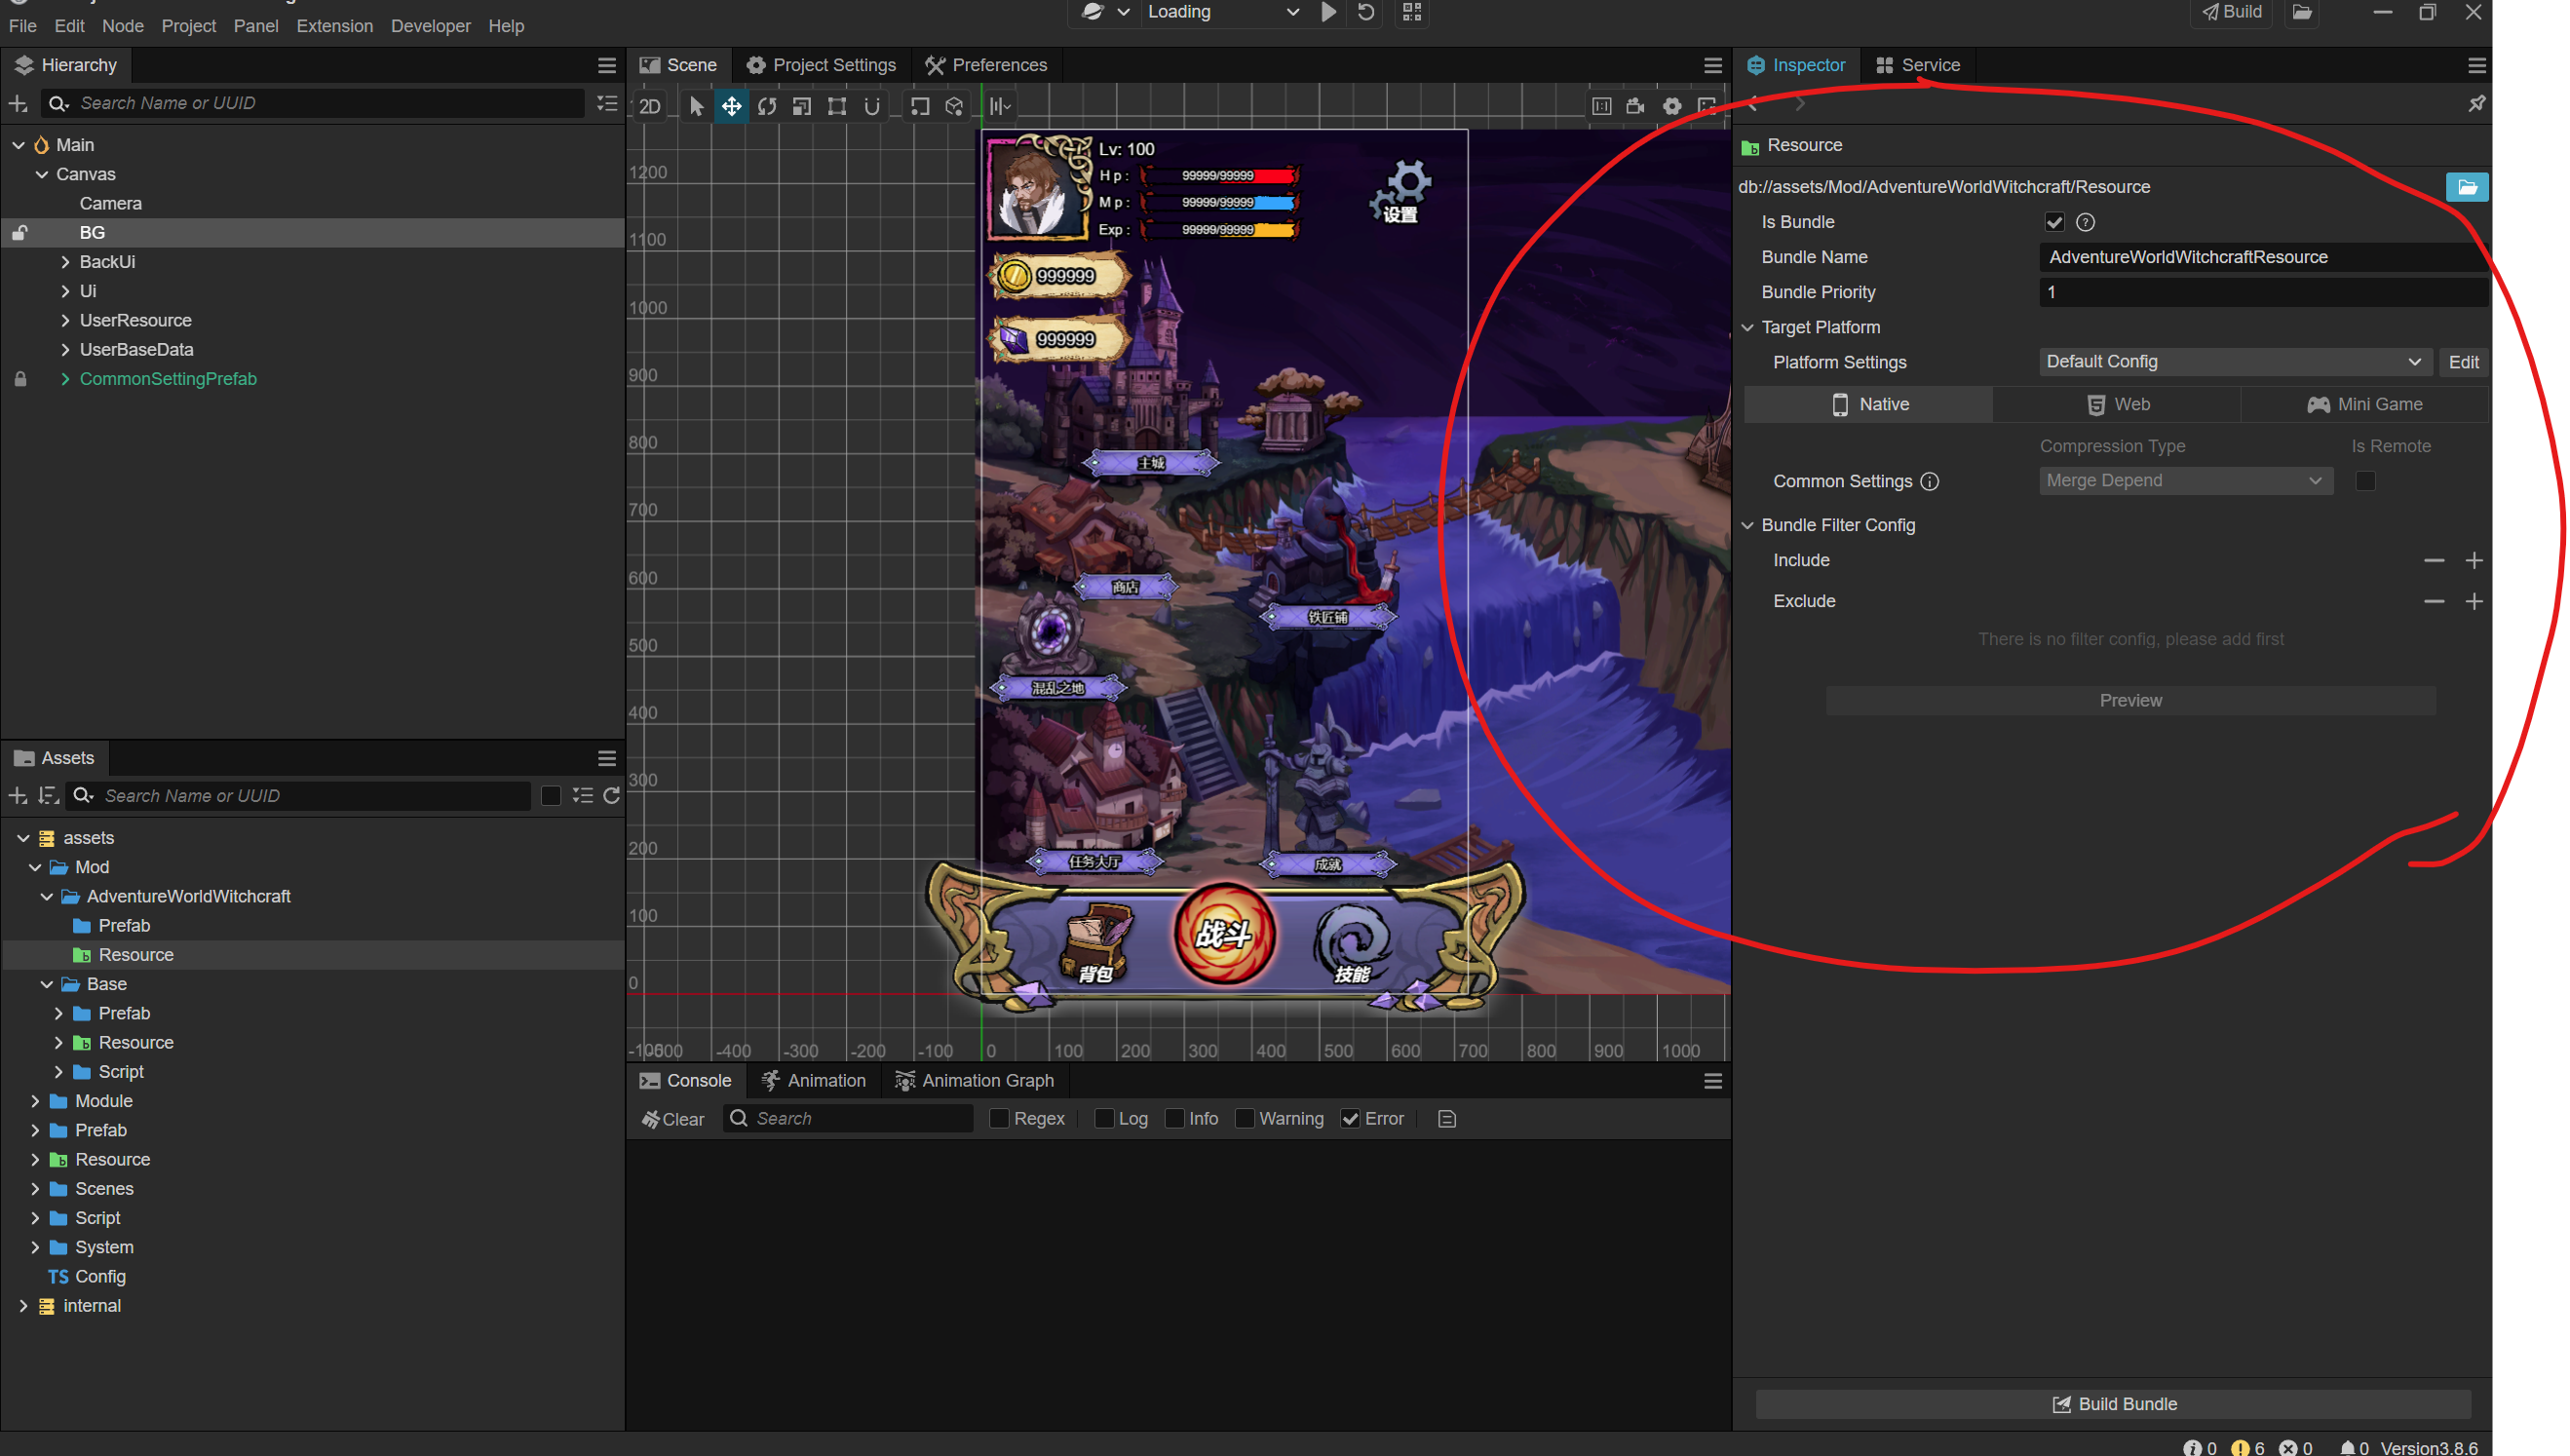 File Edit Node Project Panel Extension Developer Help
Loading
Build
Hierarchy
Search Name or UUID
Main
Canvas
Camera
BG
BackUi
Ui
UserResource
UserBaseData
CommonSettingPrefab
Assets
Search Name or UUID
assets
Mod
AdventureWorldWitchcraft
Prefab
Resource
Base
Prefab
Resource
Script
Module
Prefab
Resource
Scenes
Script
System
TS Config
internal
Scene Project Settings Preferences
2D
1200
1100
1000
900
800
700
600
500
400
300
200
100
0
Lv: 100
Hp: 99999/99999
Mp: 99999/99999
Exp: 99999/99999
设置
999999
999999
主城
商店
铁匠铺
混乱之地
任务大厅
成就
背包
战斗
技能
-400 -300 -200 -100 0 100 200 300 400 500 600 700 800 900 1000
Console Animation Animation Graph
Clear Search Regex Log Info Warning Error
Inspector Service
Resource
db://assets/Mod/AdventureWorldWitchcraft/Resource
Is Bundle
Bundle Name AdventureWorldWitchcraftResource
Bundle Priority 1
Target Platform
Platform Settings Default Config Edit
Native Web Mini Game
Compression Type Is Remote
Common Settings Merge Depend
Bundle Filter Config
Include
Exclude
There is no filter config, please add first
Preview
Build Bundle
0 6 0 0 Version3.8.6